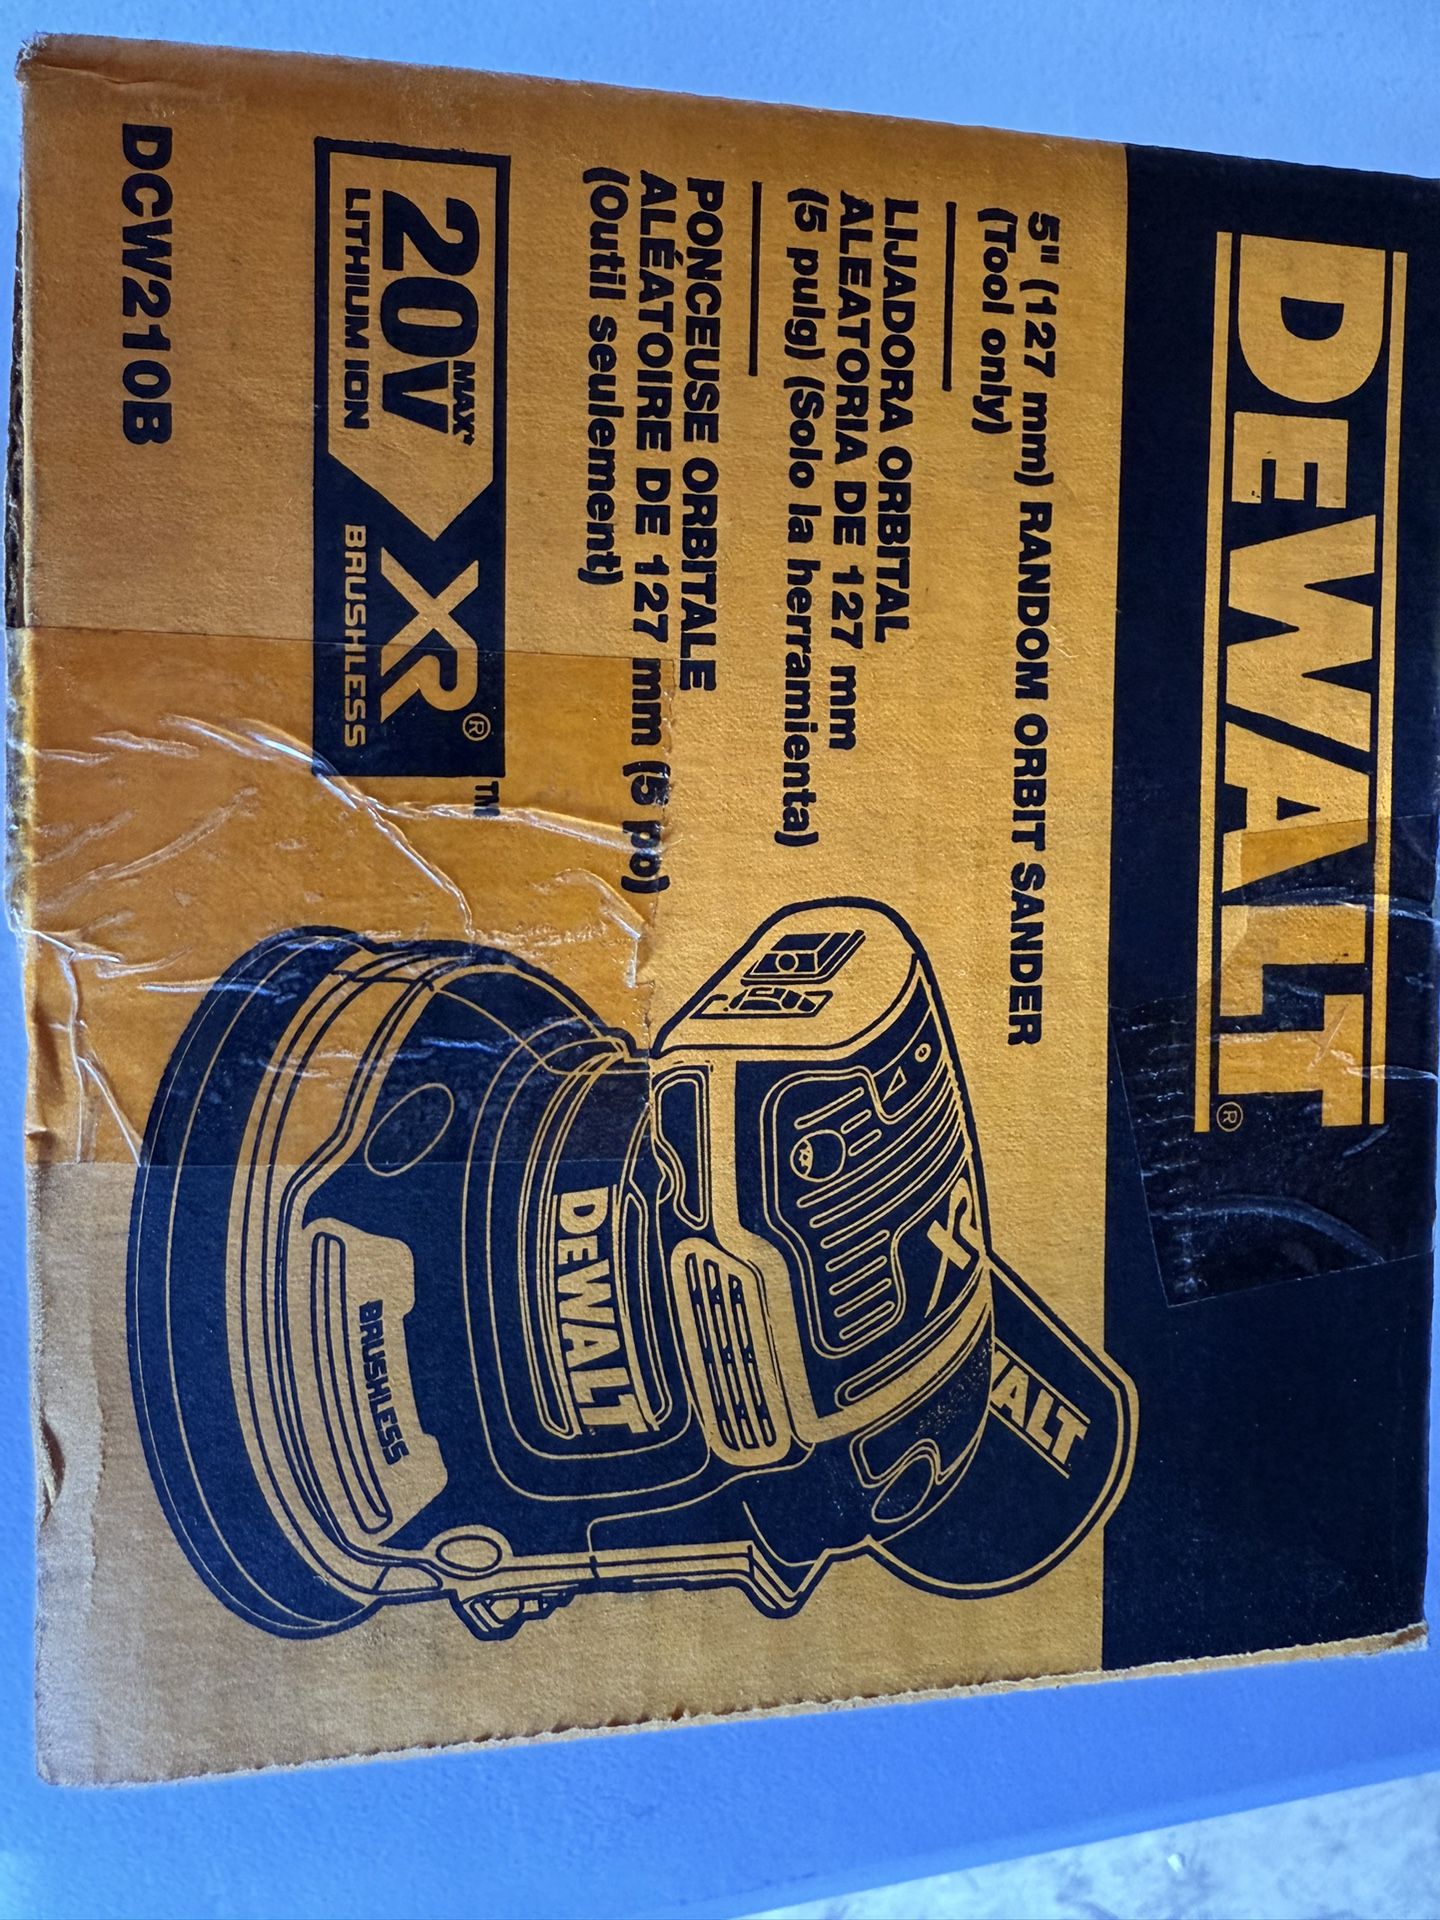 DEWALT®
5" (127 mm) RANDOM ORBIT SANDER
(Tool only)
LIJADORA ORBITAL
ALEATORIA DE 127 mm
(5 pulg) (Solo la herramienta)
PONCEUSE ORBITALE
ALÉATOIRE DE 127 mm (5 po)
(Outil seulement)
20V MAX* XR®™
LITHIUM ION BRUSHLESS
DCW210B
XR
WALT
DEWALT
BRUSHLESS